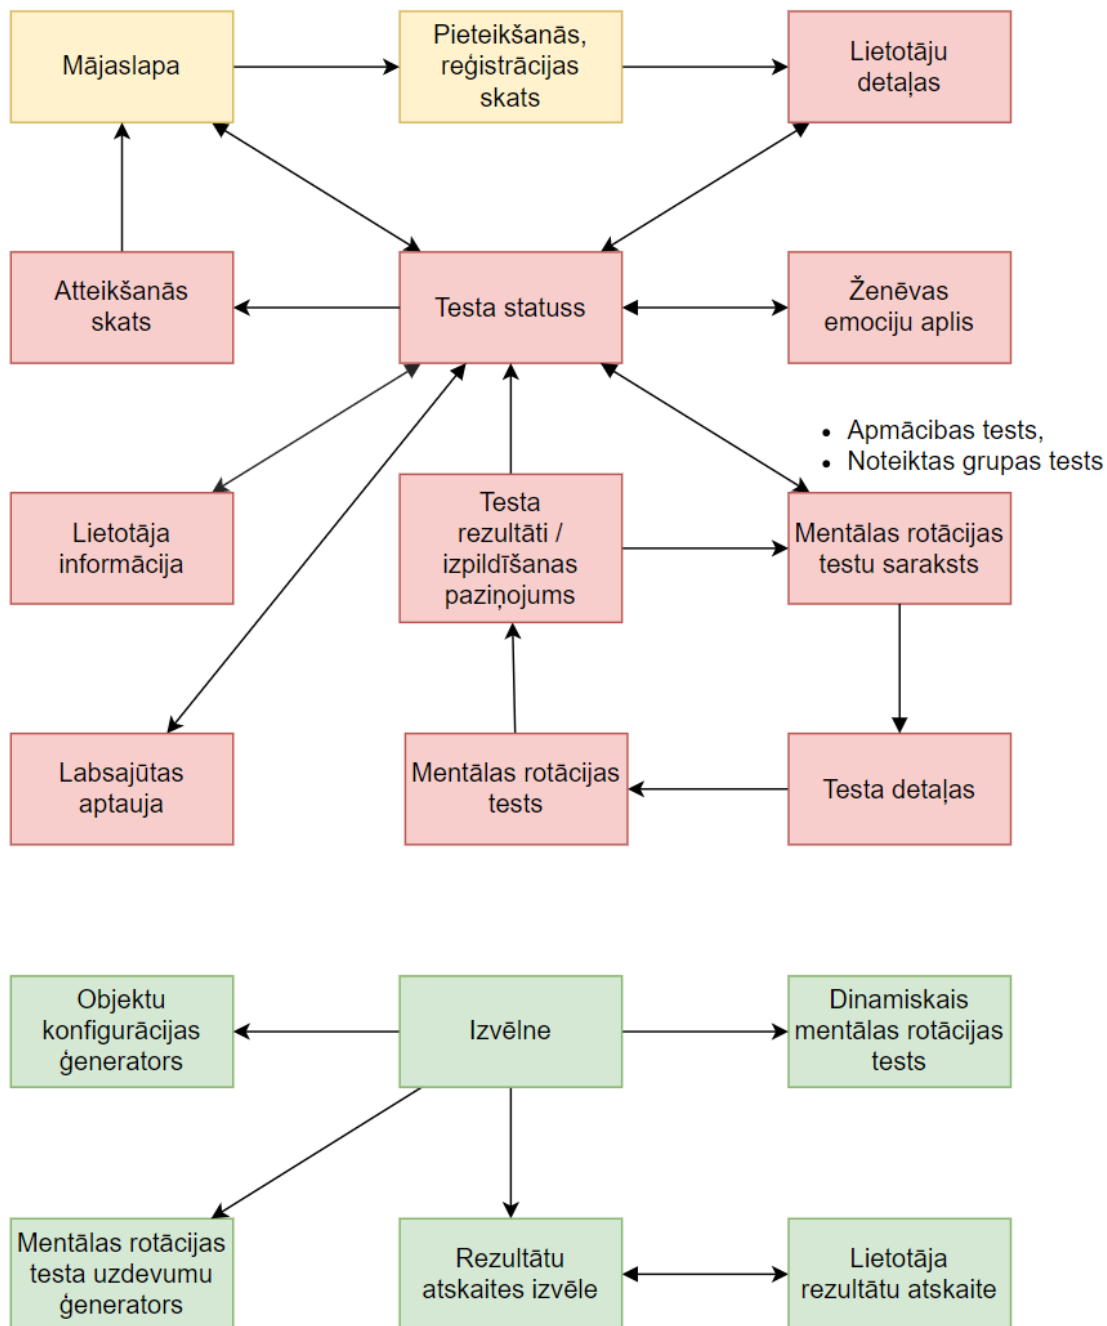 Mājaslapa
Pieteikšanās,
reģistrācijas
skats
Lietotāju
detaļas
Atteikšanās
skats
Testa statuss
Ženēvas
emociju aplis
• Apmācibas tests,
• Noteiktas grupas tests
Lietotāja
informācija
Testa
rezultāti /
izpildīšanas
paziņojums
Mentālas rotācijas
testu saraksts
Labsajūtas
aptauja
Mentālas rotācijas
tests
Testa detaļas
Objektu
konfigurācijas
ģenerators
Izvēlne
Dinamiskais
mentālas rotācijas
tests
Mentālas rotācijas
testa uzdevumu
ģenerators
Rezultātu
atskaites izvēle
Lietotāja
rezultātu atskaite